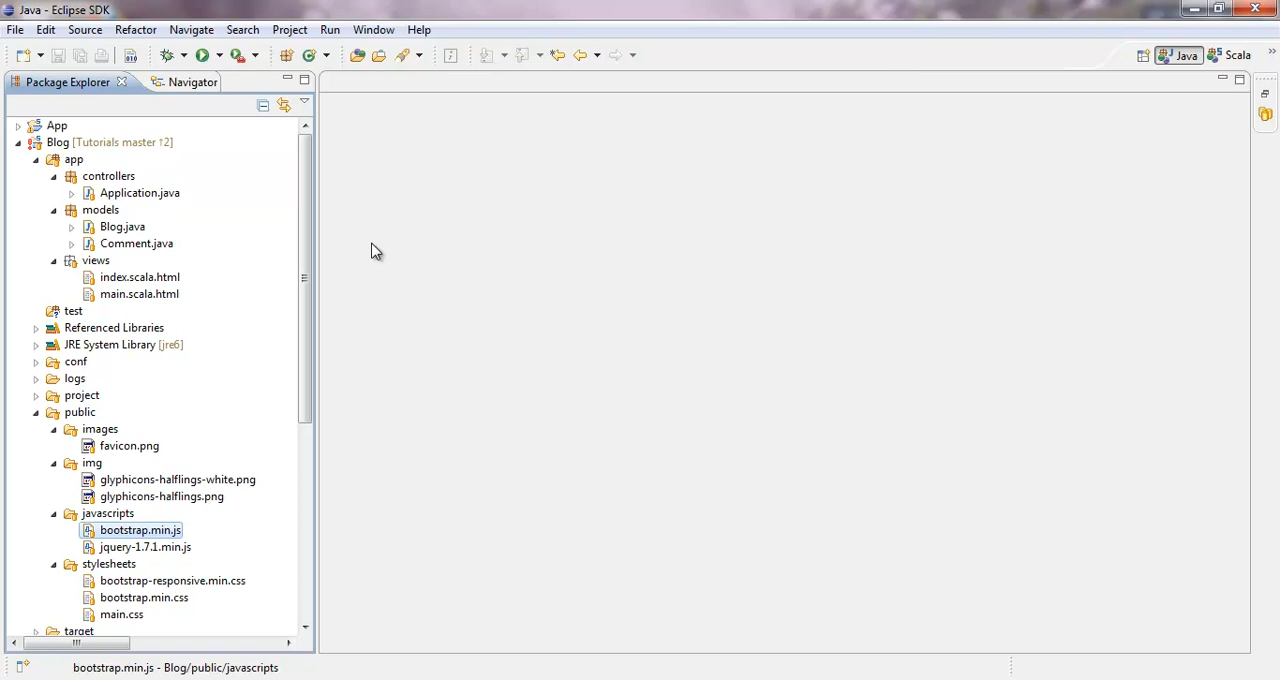 Java - Eclipse SDK
File Edit Source Refactor Navigate Search Project Run Window Help
Java Scala
Package Explorer Navigator
App
Blog [Tutorials master ↑2]
app
controllers
Application.java
models
Blog.java
Comment.java
views
index.scala.html
main.scala.html
test
Referenced Libraries
JRE System Library [jre6]
conf
logs
project
public
images
favicon.png
img
glyphicons-halflings-white.png
glyphicons-halflings.png
javascripts
bootstrap.min.js
jquery-1.7.1.min.js
stylesheets
bootstrap-responsive.min.css
bootstrap.min.css
main.css
target
bootstrap.min.js - Blog/public/javascripts